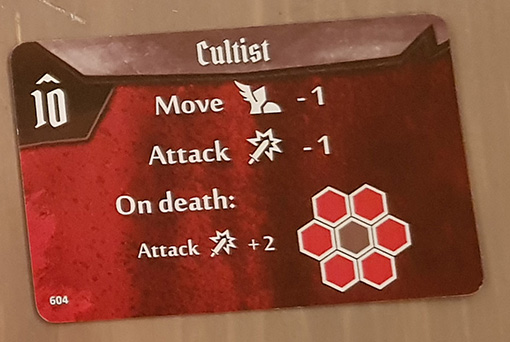 Cultist
10
Move - 1
Attack - 1
On death:
Attack + 2
604